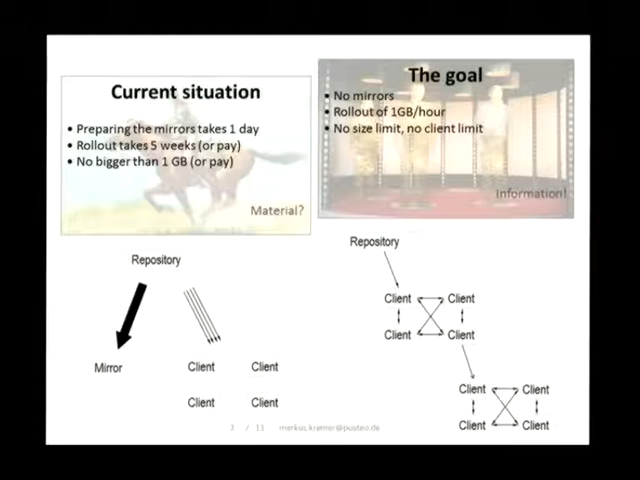 Current situation
• Preparing the mirrors takes 1 day
• Rollout takes 5 weeks (or pay)
• No bigger than 1 GB (or pay)
Material?
The goal
• No mirrors
• Rollout of 1GB/hour
• No size limit, no client limit
Information!
Repository
Mirror
Client Client
Client Client
Repository
Client Client
Client Client
Client Client
Client Client
3 / 11 markus.kramer@posteo.de